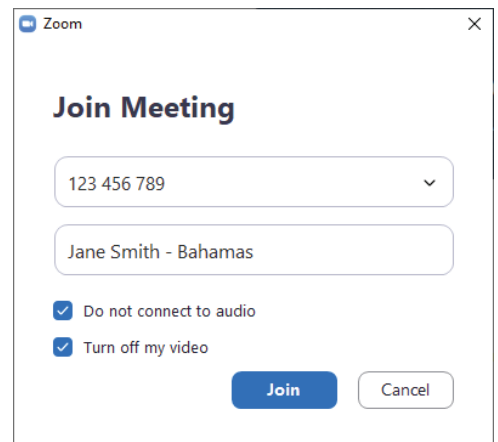 Zoom
Join Meeting
123 456 789
Jane Smith - Bahamas
Do not connect to audio
Turn off my video
Join Cancel